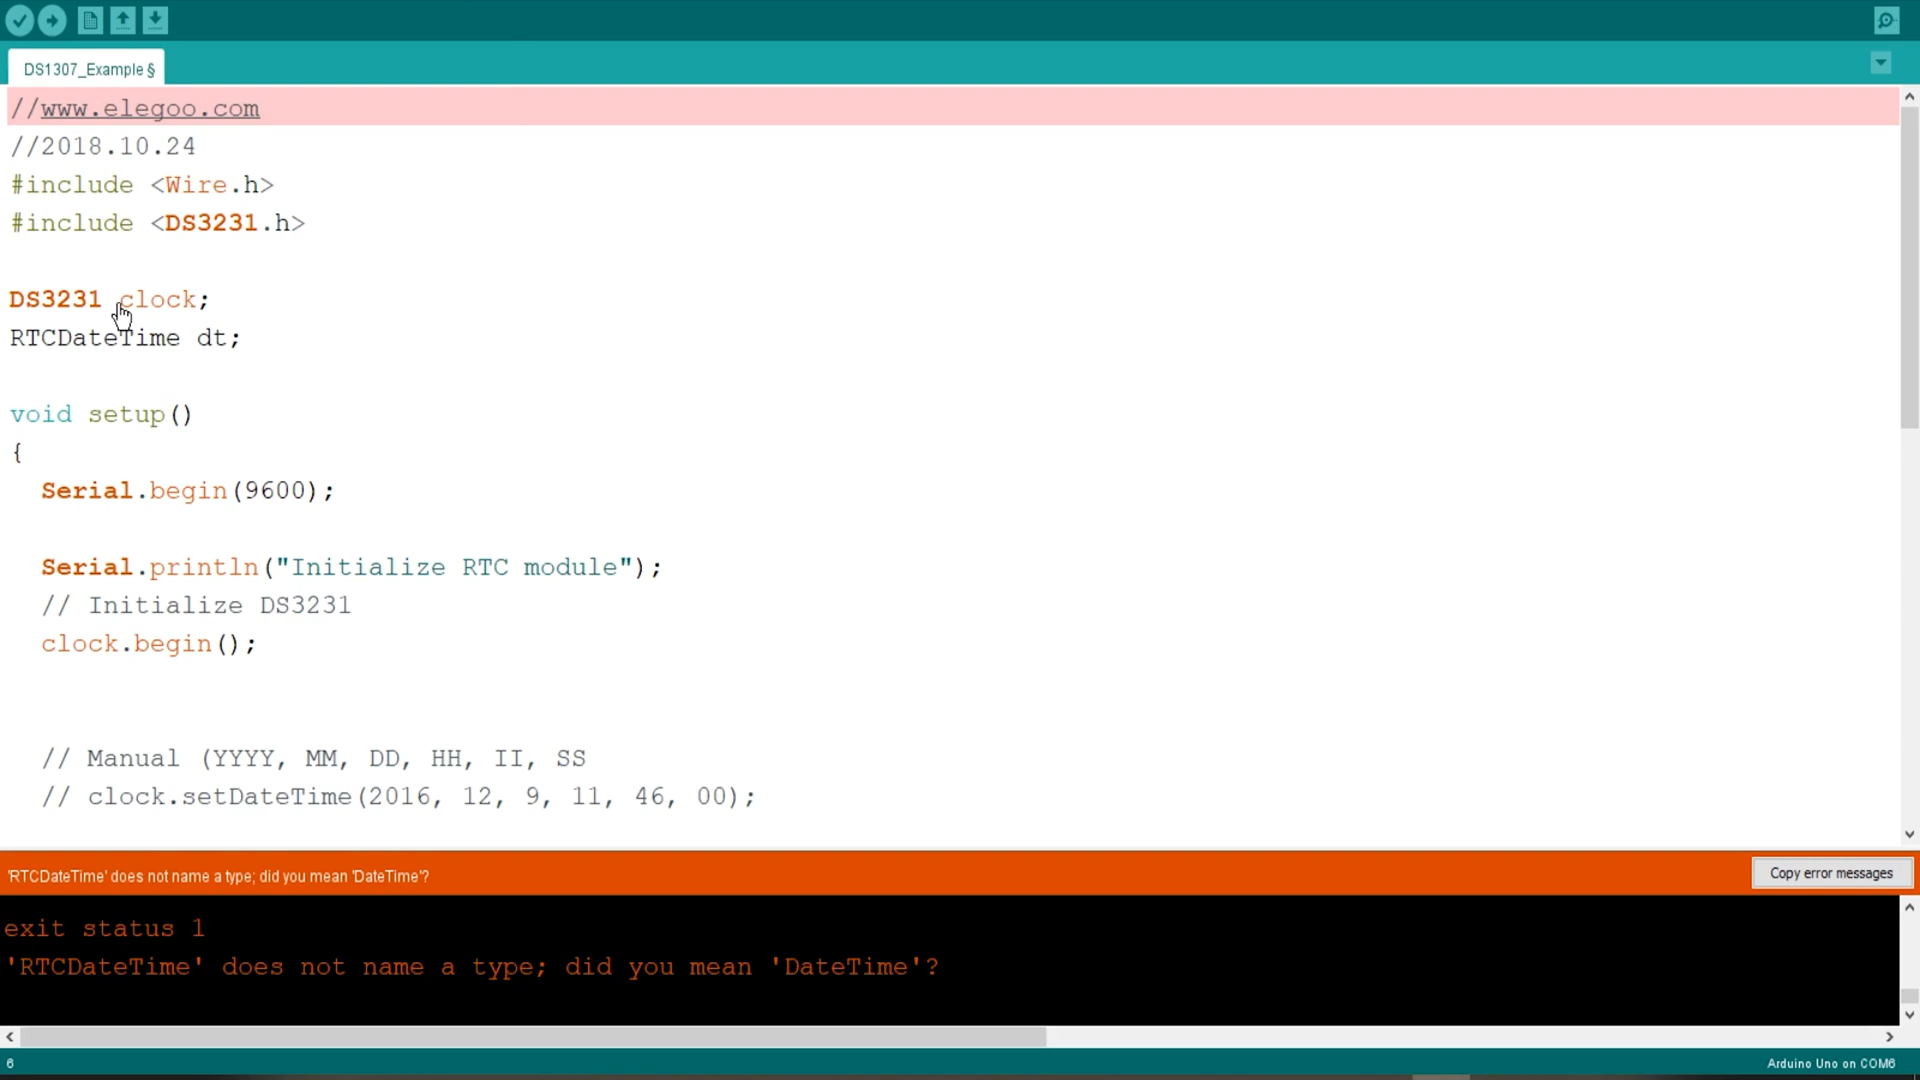 DS1307_Example §
//www.elegoo.com
//2018.10.24
#include <Wire.h>
#include <DS3231.h>
DS3231 clock;
RTCDateTime dt;
void setup()
{
Serial.begin(9600);
Serial.println("Initialize RTC module");
// Initialize DS3231
clock.begin();
// Manual (YYYY, MM, DD, HH, II, SS
// clock.setDateTime(2016, 12, 9, 11, 46, 00);
'RTCDateTime' does not name a type; did you mean 'DateTime'?
Copy error messages
exit status 1
'RTCDateTime' does not name a type; did you mean 'DateTime'?
6
Arduino Uno on COM6